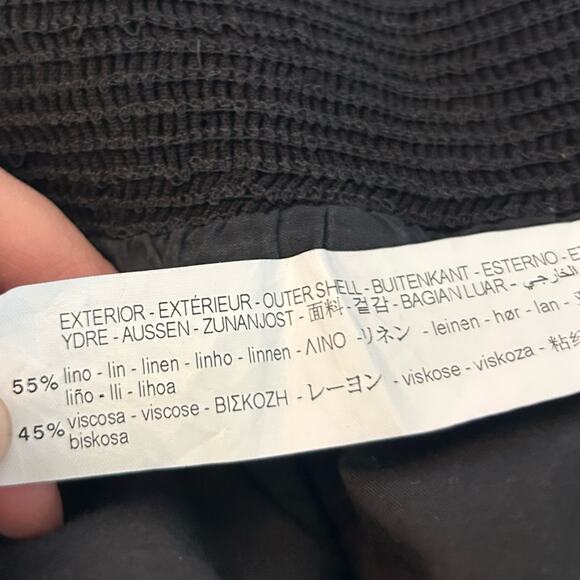 EXTERIOR - EXTÉRIEUR - OUTER SHELL - BUITENKANT - ESTERNO - E
YDRE - AUSSEN - ZUNANJOST - 面料 - 겉감 - BAGIAN LUAR - الخارجي
55% lino - lin - linen - linho - linnen - ΛΙΝΟ - リネン - leinen - hør - lan -
liño - lli - lihoa
45% viscosa - viscose - ΒΙΣΚΟΖΗ - レーヨン - viskose - viskoza - 粘
biskosa